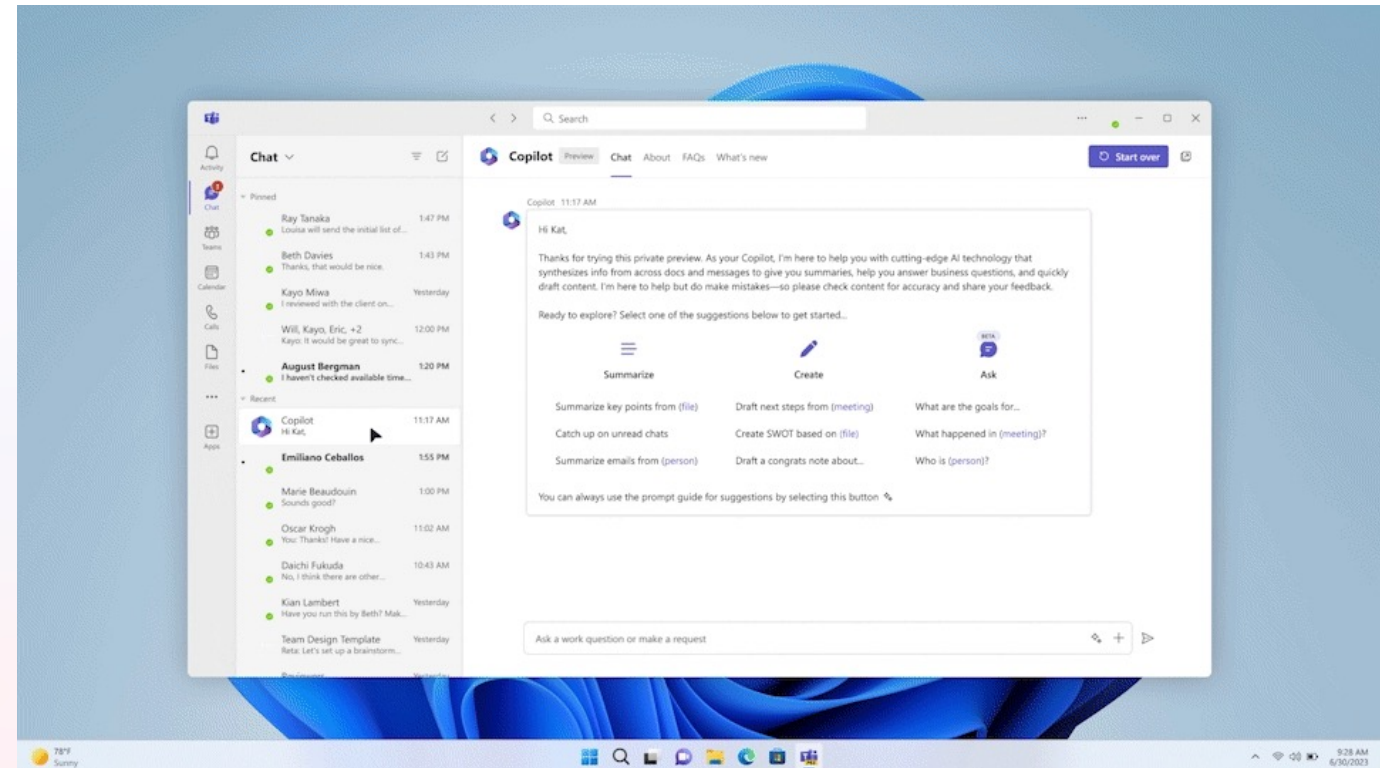 Search
Activity
Chat
Teams
Calendar
Calls
Files
Apps
Chat
Pinned
Ray Tanaka 1:47 PM
Louisa will send the initial list of...
Beth Davies 1:43 PM
Thanks, that would be nice.
Kayo Miwa Yesterday
I reviewed with the client on...
Will, Kayo, Eric, +2 12:00 PM
Kayo: It would be great to sync...
August Bergman 1:20 PM
I haven't checked available time...
Recent
Copilot 11:17 AM
Hi Kat,
Emiliano Ceballos 1:55 PM
Marie Beaudouin 1:00 PM
Sounds good?
Oscar Krogh 11:02 AM
You: Thanks! Have a nice...
Daichi Fukuda 10:43 AM
No, I think there are other...
Kian Lambert Yesterday
Have you run this by Beth? Mak...
Team Design Template Yesterday
Reta: Let's set up a brainstorm...
Copilot Preview Chat About FAQs What's new Start over
Copilot 11:17 AM
Hi Kat,
Thanks for trying this private preview. As your Copilot, I'm here to help you with cutting-edge AI technology that
synthesizes info from across docs and messages to give you summaries, help you answer business questions, and quickly
draft content. I'm here to help but do make mistakes—so please check content for accuracy and share your feedback.
Ready to explore? Select one of the suggestions below to get started...
BETA
Summarize Create Ask
Summarize key points from (file) Draft next steps from (meeting) What are the goals for...
Catch up on unread chats Create SWOT based on (file) What happened in (meeting)?
Summarize emails from (person) Draft a congrats note about... Who is (person)?
You can always use the prompt guide for suggestions by selecting this button
Ask a work question or make a request
78°F
Sunny
9:28 AM
6/30/2023